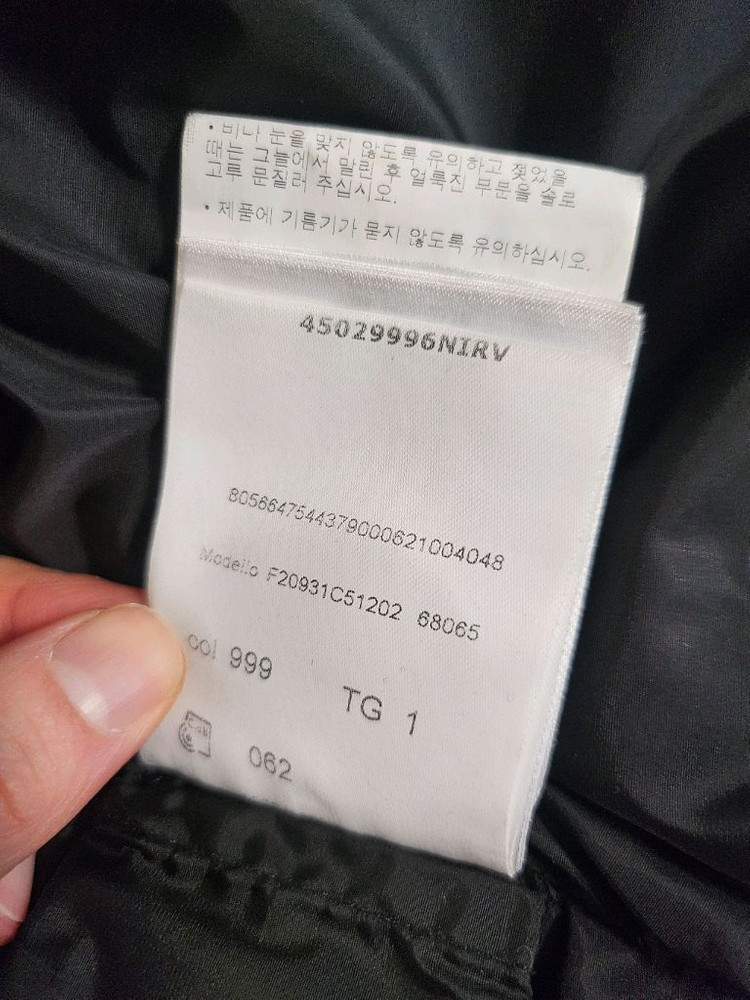 • 비나 눈을 맞지 않도록 유의하고 젖었을
때는 그늘에서 말린 후 얼룩진 부분을 솔로
고루 문질러 주십시오.
• 제품에 기름기가 묻지 않도록 유의하십시오.
45029996NIRV
8056647544379000621004048
Modello F20931C51202 68065
col 999 TG 1
062